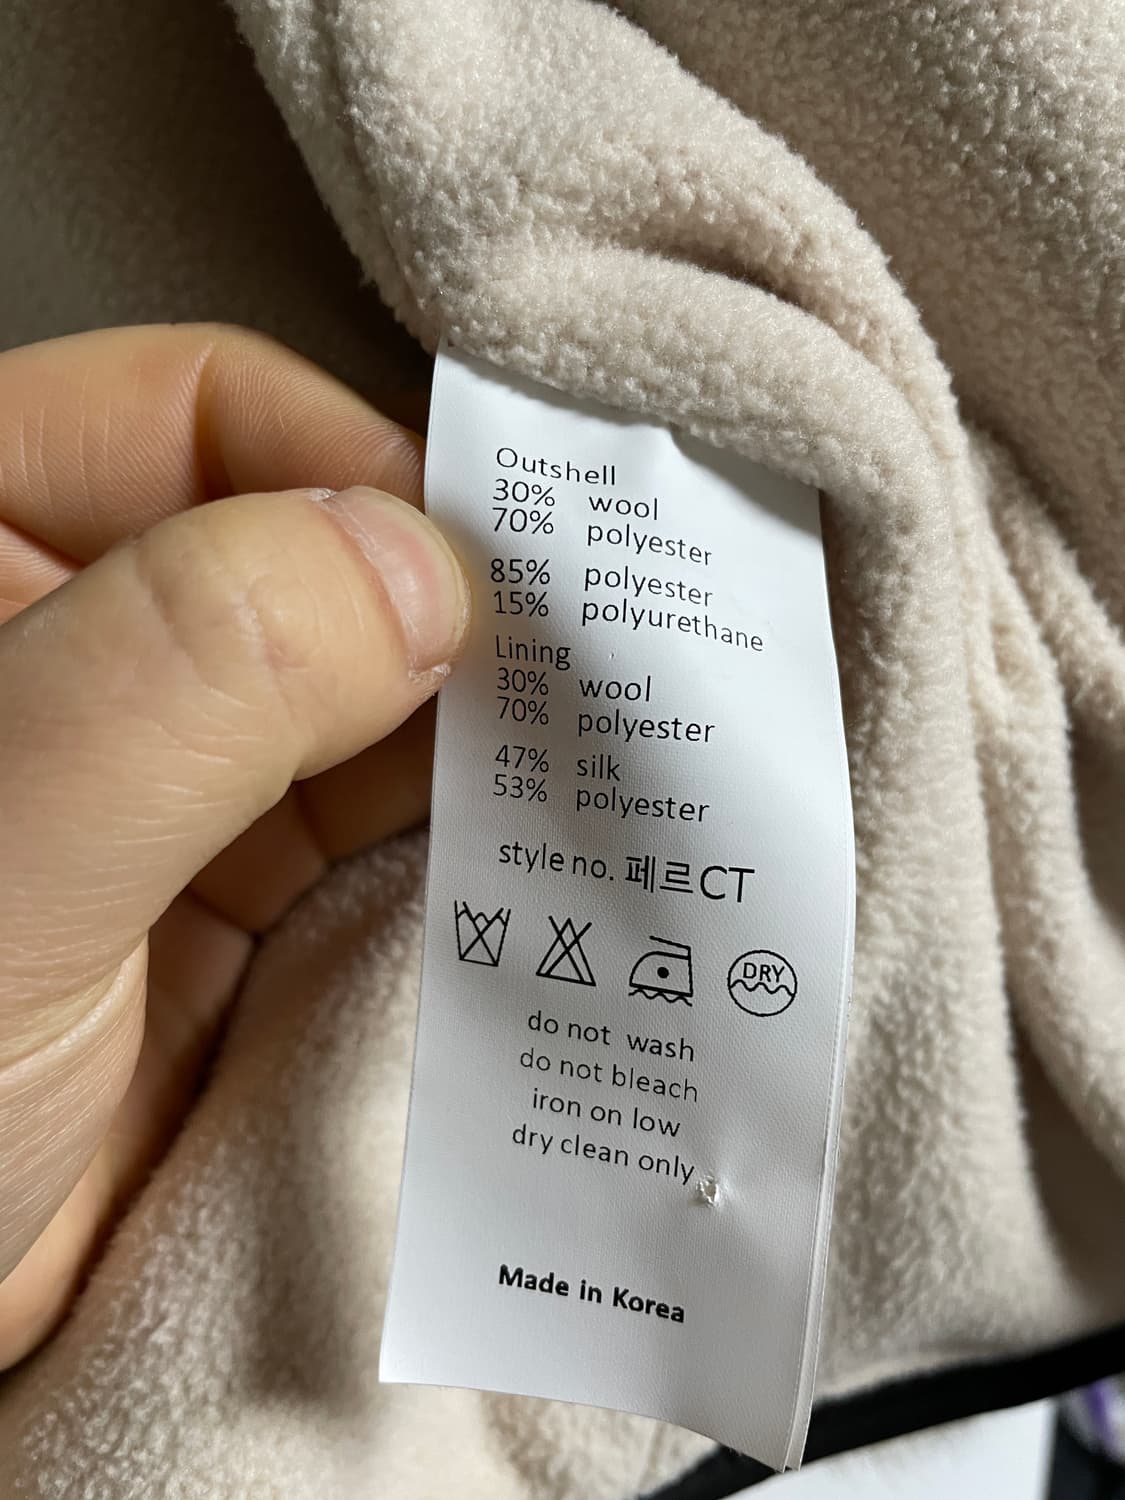 Outshell
30% wool
70% polyester
85% polyester
15% polyurethane
Lining
30% wool
70% polyester
47% silk
53% polyester
style no. 페르CT
DRY
do not wash
do not bleach
iron on low
dry clean only
Made in Korea